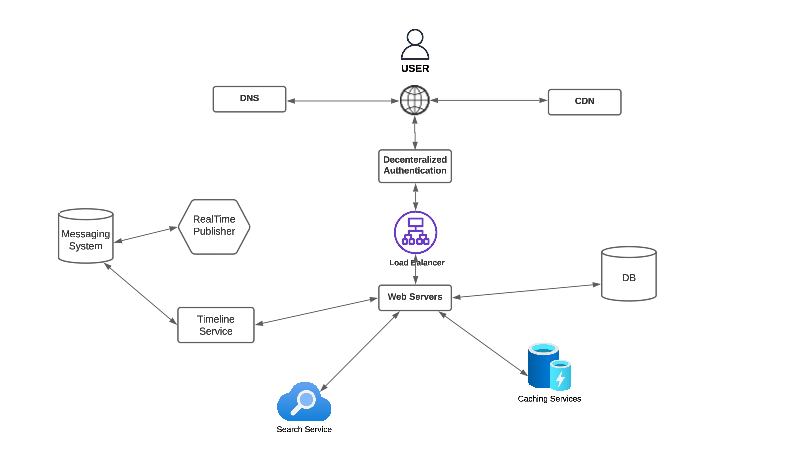 USER
DNS
CDN
Decenteralized
Authentication
RealTime
Publisher
Messaging
System
Load Balancer
DB
Web Servers
Timeline
Service
Caching Services
Search Service